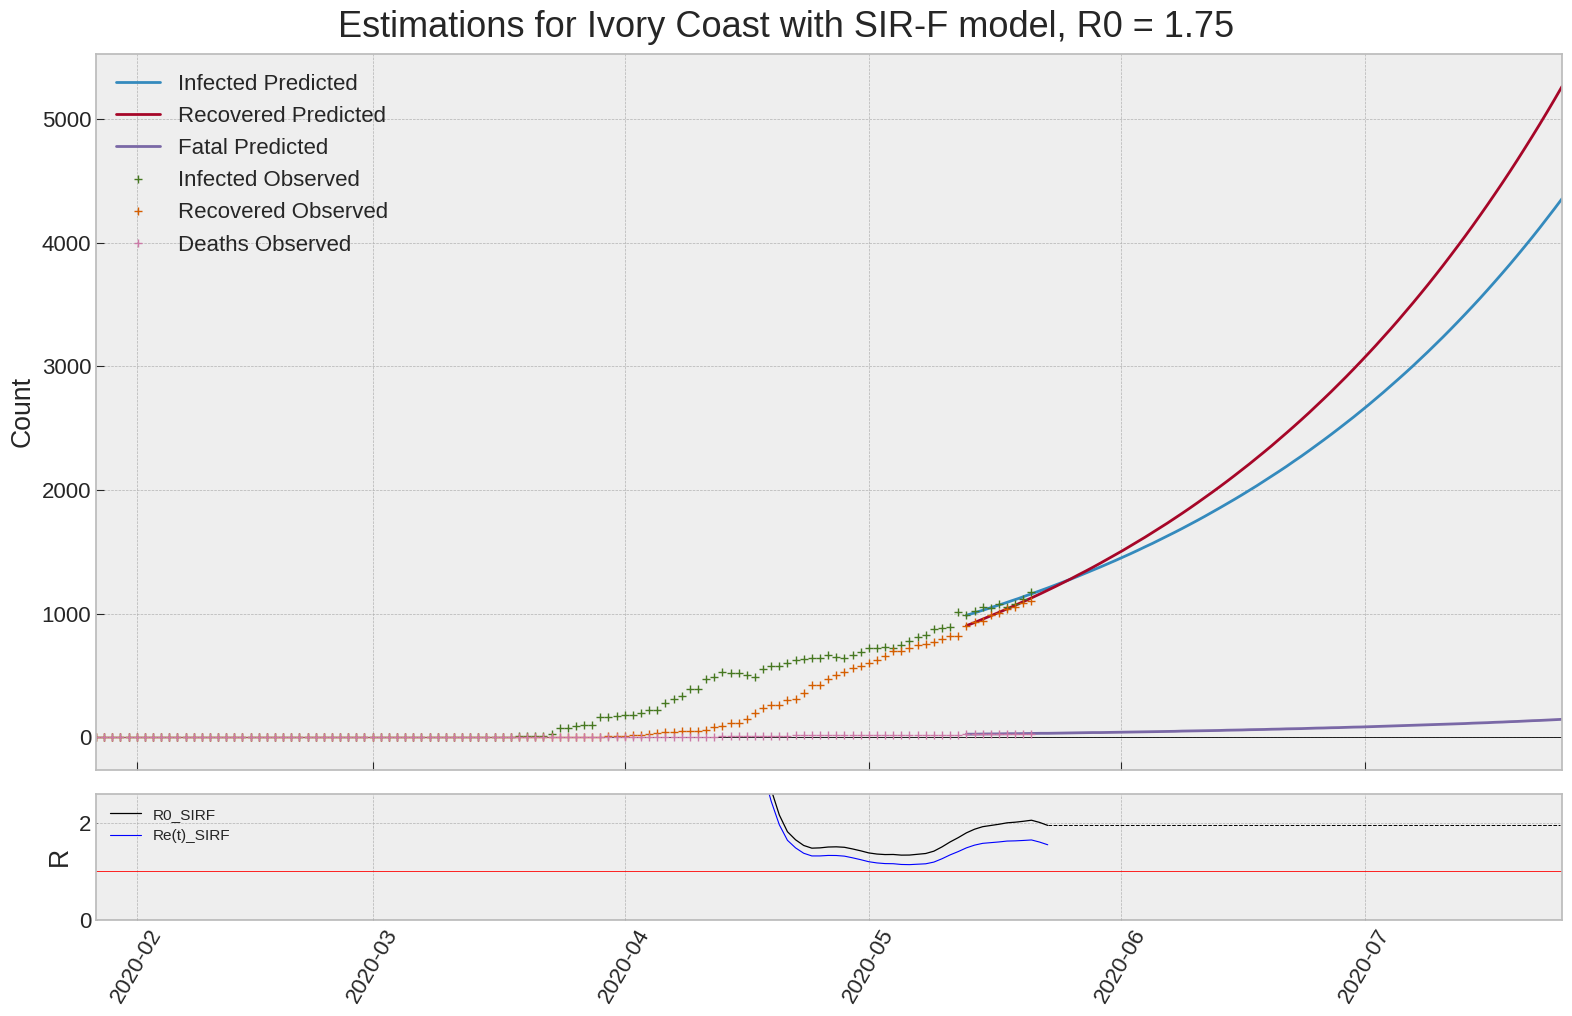 Estimations for Ivory Coast with SIR-F model, R0 = 1.75
Infected Predicted
Recovered Predicted
Fatal Predicted
Infected Observed
Recovered Observed
Deaths Observed
5000
4000
3000
2000
1000
0
Count
R0_SIRF
Re(t)_SIRF
2
0
R
2020-02
2020-03
2020-04
2020-05
2020-06
2020-07